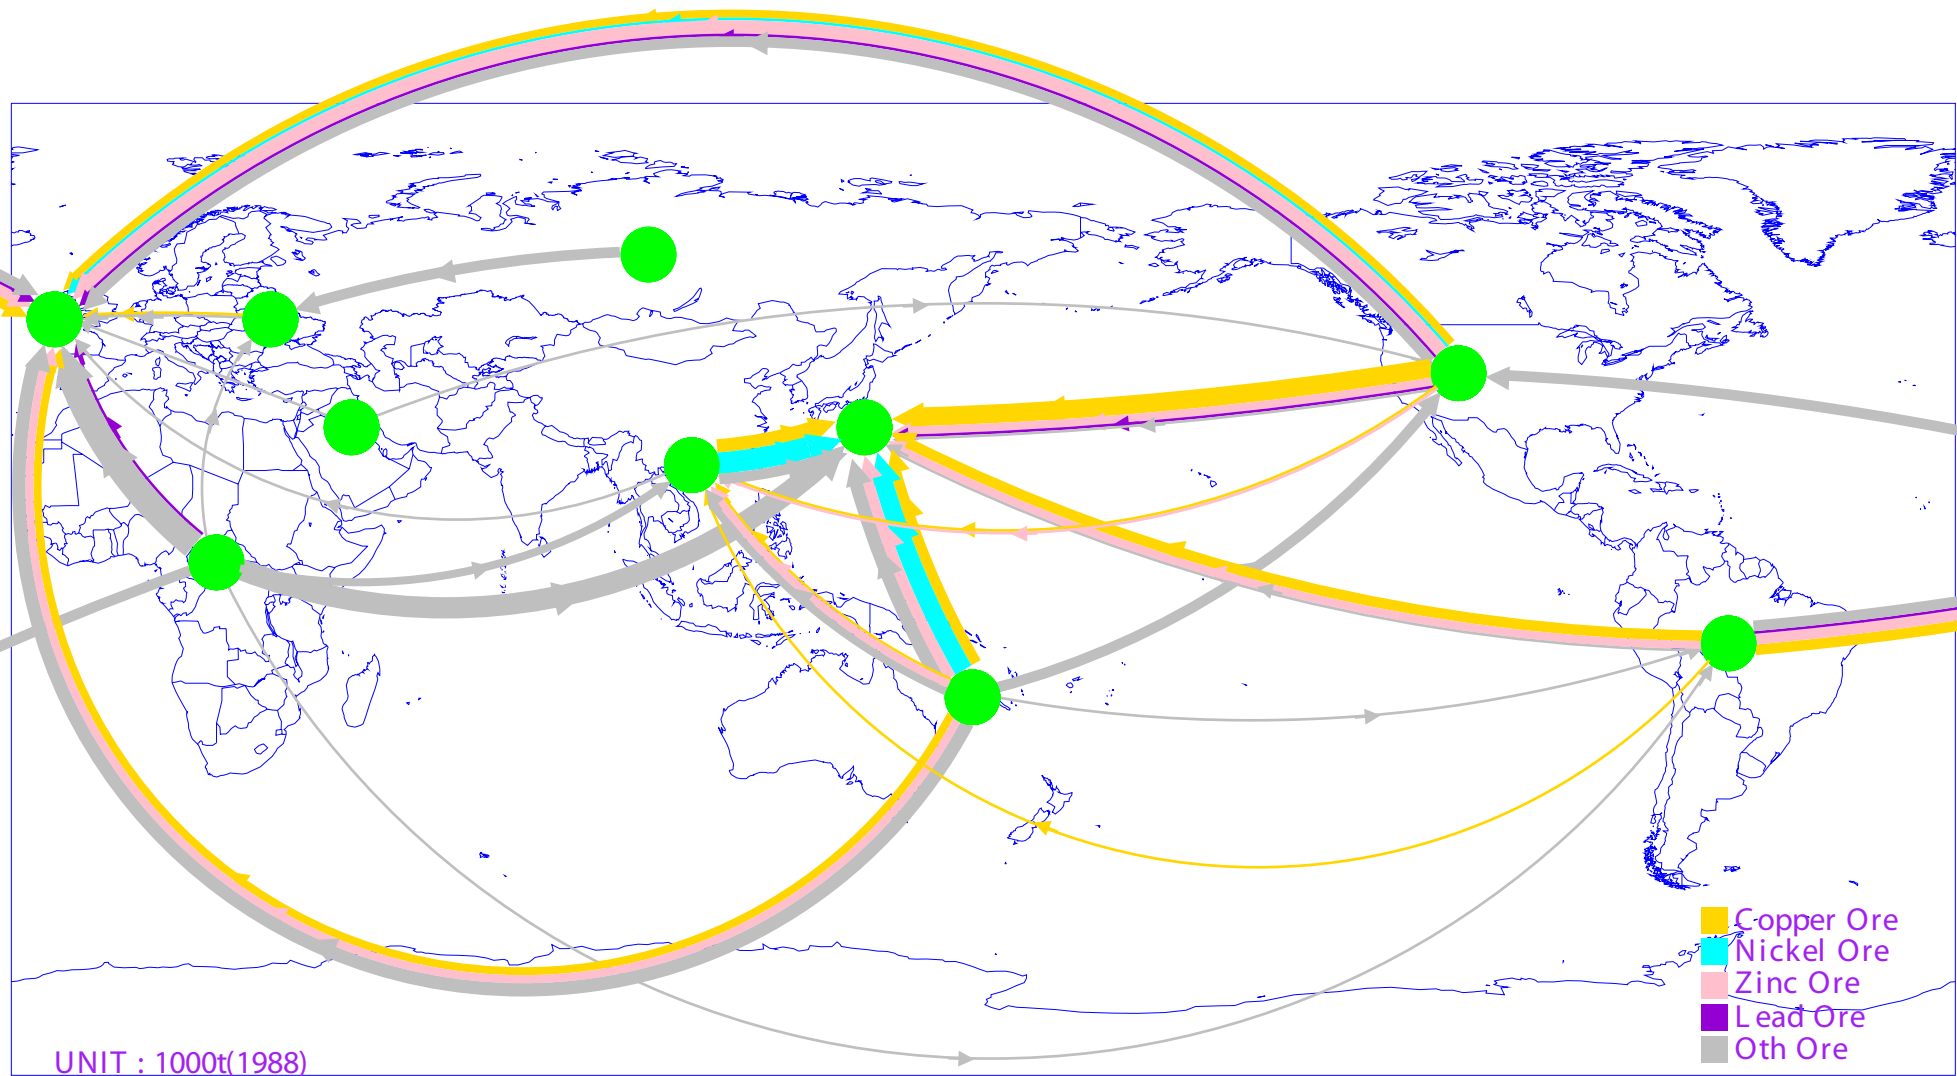 Copper Ore
Nickel Ore
Zinc Ore
Lead Ore
Oth Ore
UNIT : 1000t(1988)